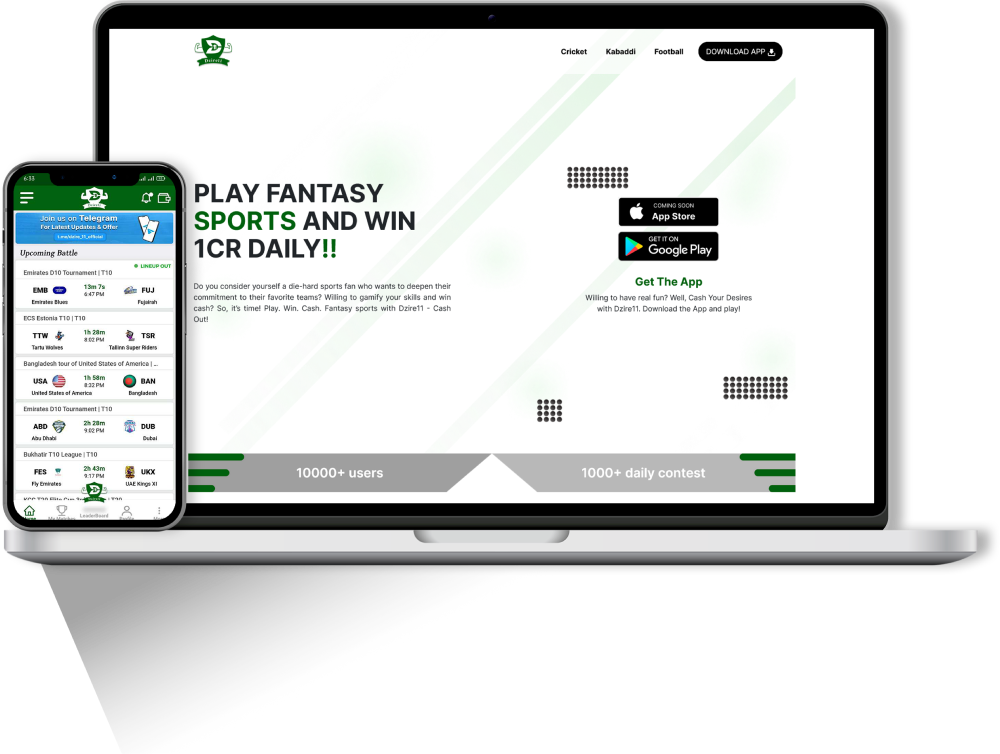 Dzire11
Cricket
Kabaddi
Football
DOWNLOAD APP
PLAY FANTASY
SPORTS AND WIN
1CR DAILY!!
Do you consider yourself a die-hard sports fan who wants to deepen their
commitment to their favorite teams? Willing to gamify your skills and win
cash? So, it's time! Play. Win. Cash. Fantasy sports with Dzire11 - Cash
Out!
COMING SOON
App Store
GET IT ON
Google Play
Get The App
Willing to have real fun? Well, Cash Your Desires
with Dzire11. Download the App and play!
10000+ users
1000+ daily contest
6:33
Join us on Telegram
For Latest Updates & Offer
Upcoming Battle
LINEUP OUT
Emirates D10 Tournament | T10
EMB
13m 7s
FUJ
6:47 PM
Emirates Blues
Fujairah
ECS Estonia T10 | T10
TTW
1h 28m
TSR
8:02 PM
Tartu Wolves
Tallinn Super Riders
Bangladesh tour of United States of America | ...
USA
1h 58m
BAN
8:32 PM
United States of America
Bangladesh
Emirates D10 Tournament | T10
ABD
2h 28m
DUB
9:02 PM
Abu Dhabi
Dubai
Bukhatir T10 League | T10
FES
2h 43m
UKX
9:17 PM
Fly Emirates
UAE Kings XI
Home
My Matches
LeaderBoard
Profile